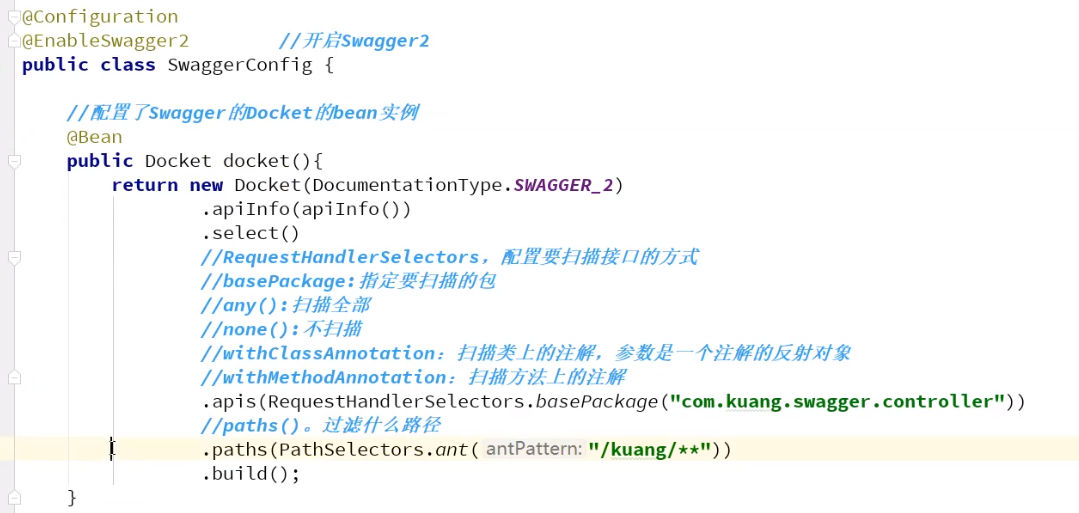 @Configuration
@EnableSwagger2        //开启Swagger2
public class SwaggerConfig {
    //配置了Swagger的Docket的bean实例
    @Bean
    public Docket docket(){
        return new Docket(DocumentationType.SWAGGER_2)
                .apiInfo(apiInfo())
                .select()
                //RequestHandlerSelectors，配置要扫描接口的方式
                //basePackage:指定要扫描的包
                //any():扫描全部
                //none():不扫描
                //withClassAnnotation：扫描类上的注解，参数是一个注解的反射对象
                //withMethodAnnotation：扫描方法上的注解
                .apis(RequestHandlerSelectors.basePackage("com.kuang.swagger.controller"))
                //paths()。过滤什么路径
                .paths(PathSelectors.ant( antPattern: "/kuang/**"))
                .build();
    }